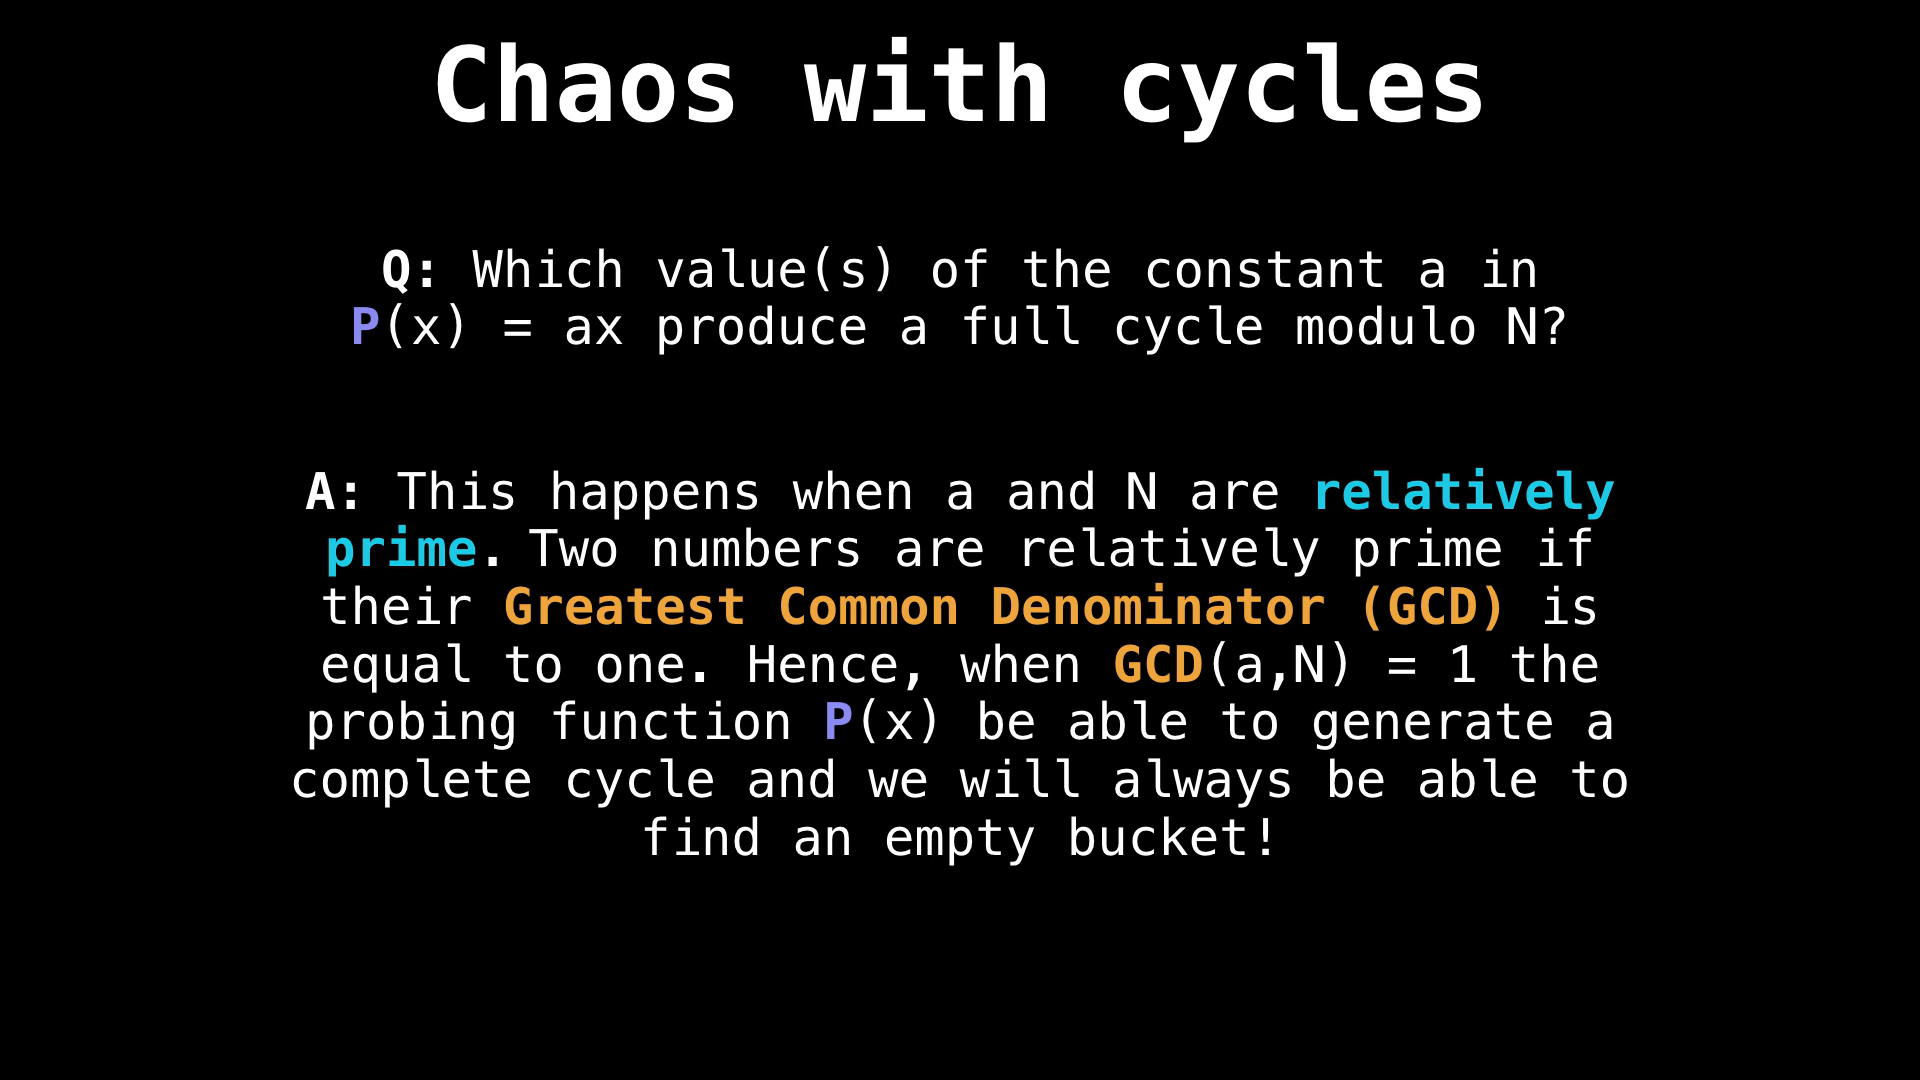 Chaos with cycles
Q: Which value(s) of the constant a in
P(x) = ax produce a full cycle modulo N?
A: This happens when a and N are relatively
prime. Two numbers are relatively prime if
their Greatest Common Denominator (GCD) is
equal to one. Hence, when GCD(a,N) = 1 the
probing function P(x) be able to generate a
complete cycle and we will always be able to
find an empty bucket!